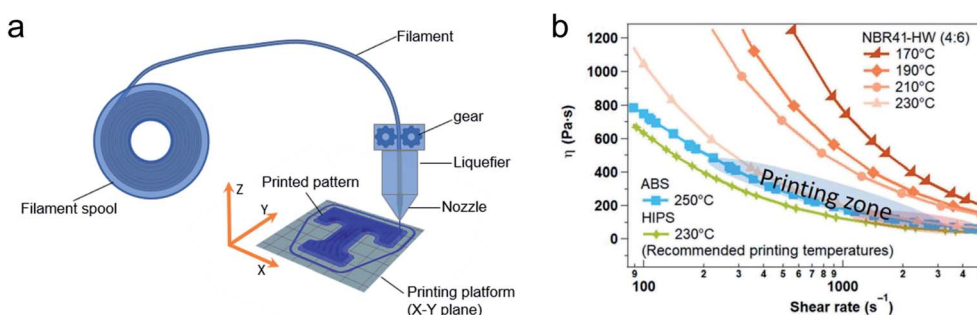 a
Filament
gear
Liquefier
Nozzle
Filament spool
Printed pattern
Z
Y
X
Printing platform
(X-Y plane)
b
1200
1000
800
600
400
200
0
η (Pa·s)
NBR41-HW (4:6)
170°C
190°C
210°C
230°C
Printing zone
ABS
250°C
HIPS
230°C
(Recommended printing temperatures)
9 2 3 4 5 6 7 8 9 2 3 4
100 1000
Shear rate (s⁻¹)